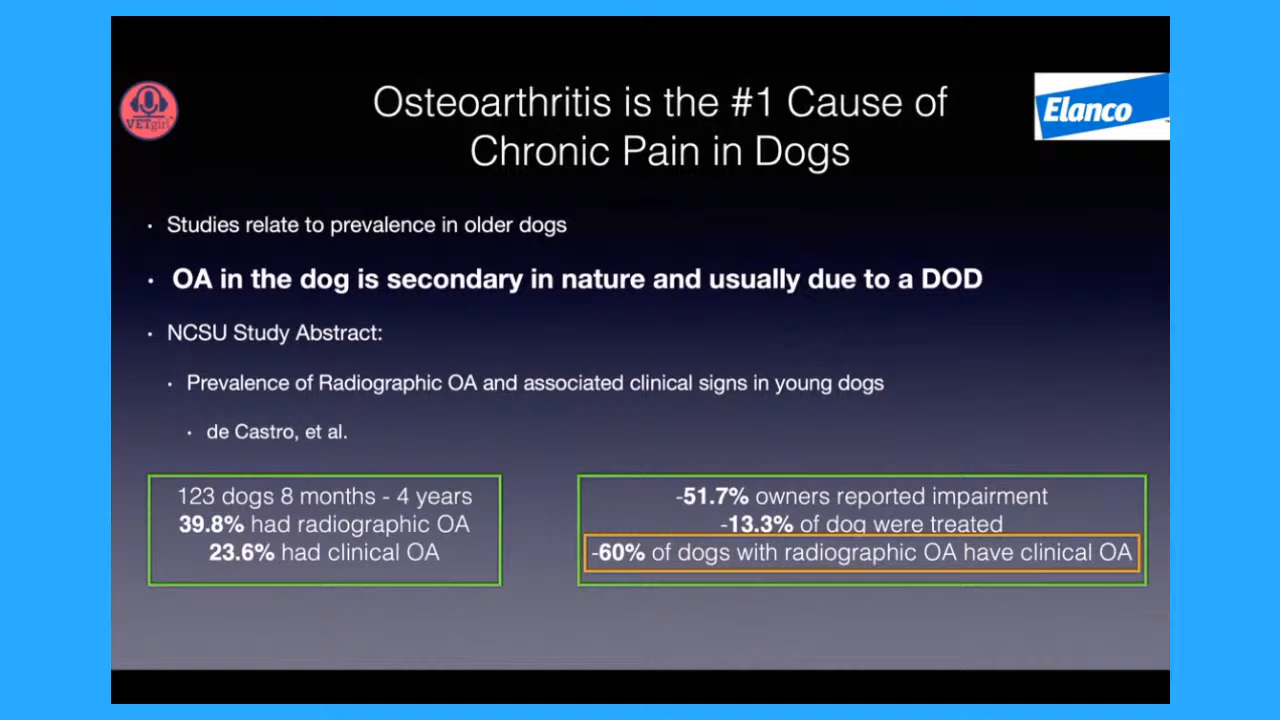 Osteoarthritis is the #1 Cause of
Chronic Pain in Dogs
VETgirl
Elanco
· Studies relate to prevalence in older dogs
· OA in the dog is secondary in nature and usually due to a DOD
· NCSU Study Abstract:
· Prevalence of Radiographic OA and associated clinical signs in young dogs
· de Castro, et al.
123 dogs 8 months - 4 years
39.8% had radiographic OA
23.6% had clinical OA
-51.7% owners reported impairment
-13.3% of dog were treated
-60% of dogs with radiographic OA have clinical OA